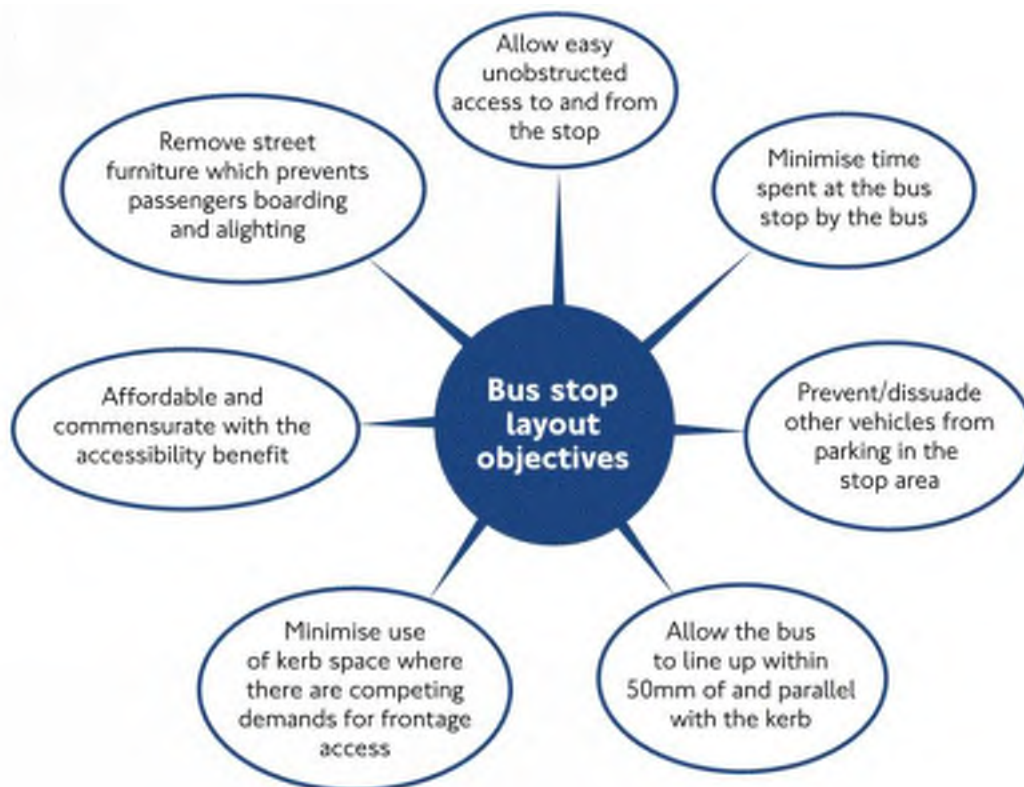 Allow easy
unobstructed
access to and from
the stop
Remove street
furniture which prevents
passengers boarding
and alighting
Minimise time
spent at the bus
stop by the bus
Affordable and
commensurate with the
accessibility benefit
Bus stop
layout
objectives
Prevent/dissuade
other vehicles from
parking in the
stop area
Minimise use
of kerb space where
there are competing
demands for frontage
access
Allow the bus
to line up within
50mm of and parallel
with the kerb